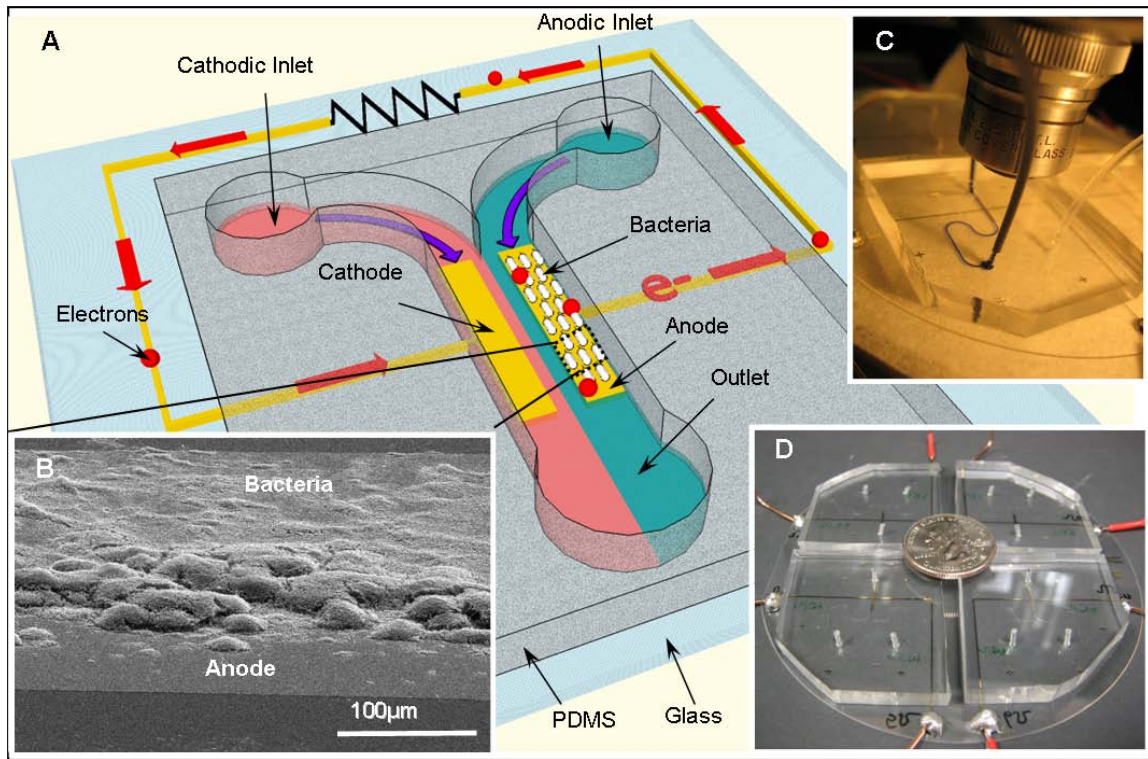 A
Anodic Inlet
Cathodic Inlet
Bacteria
Cathode
e-
Electrons
Anode
Outlet
PDMS
Glass
B
Bacteria
Anode
100µm
C
D